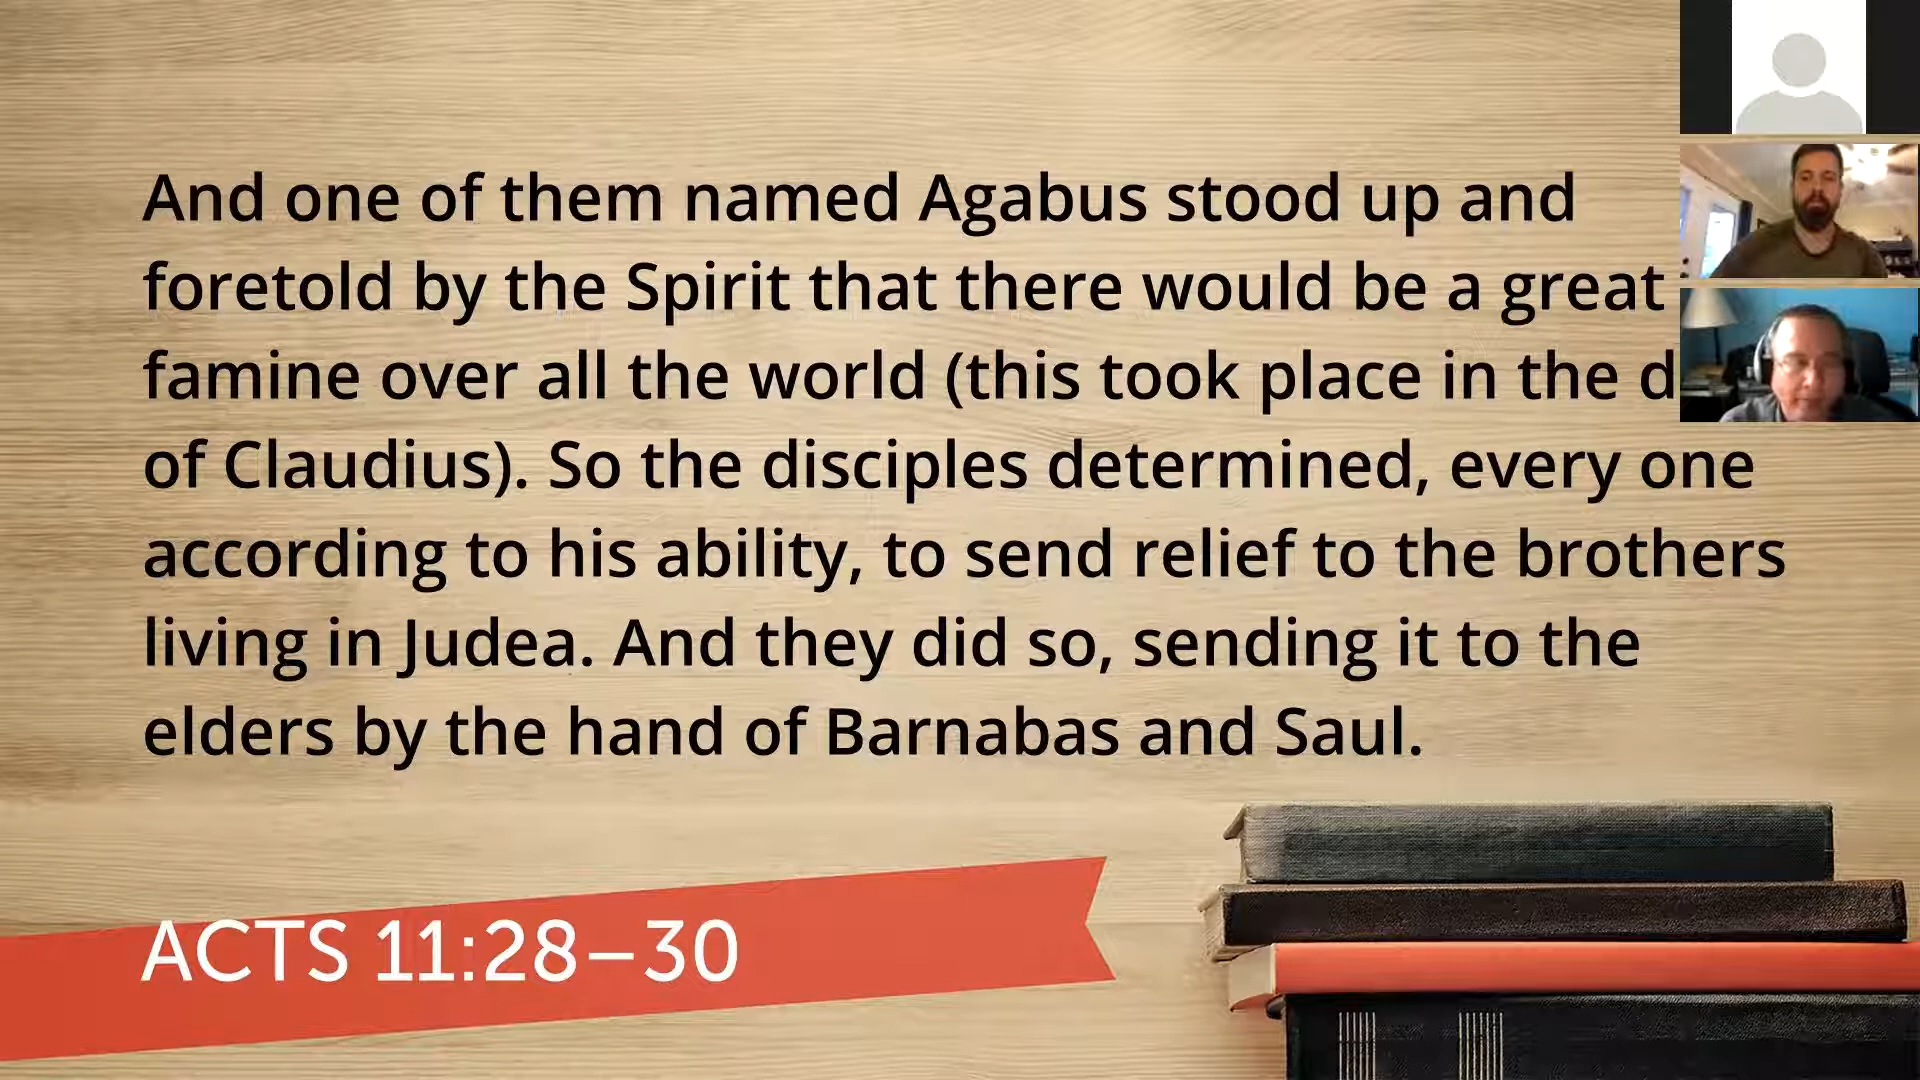 And one of them named Agabus stood up and
foretold by the Spirit that there would be a great
famine over all the world (this took place in the
of Claudius). So the disciples determined, every one
according to his ability, to send relief to the brothers
living in Judea. And they did so, sending it to the
elders by the hand of Barnabas and Saul.
ACTS 11:28–30